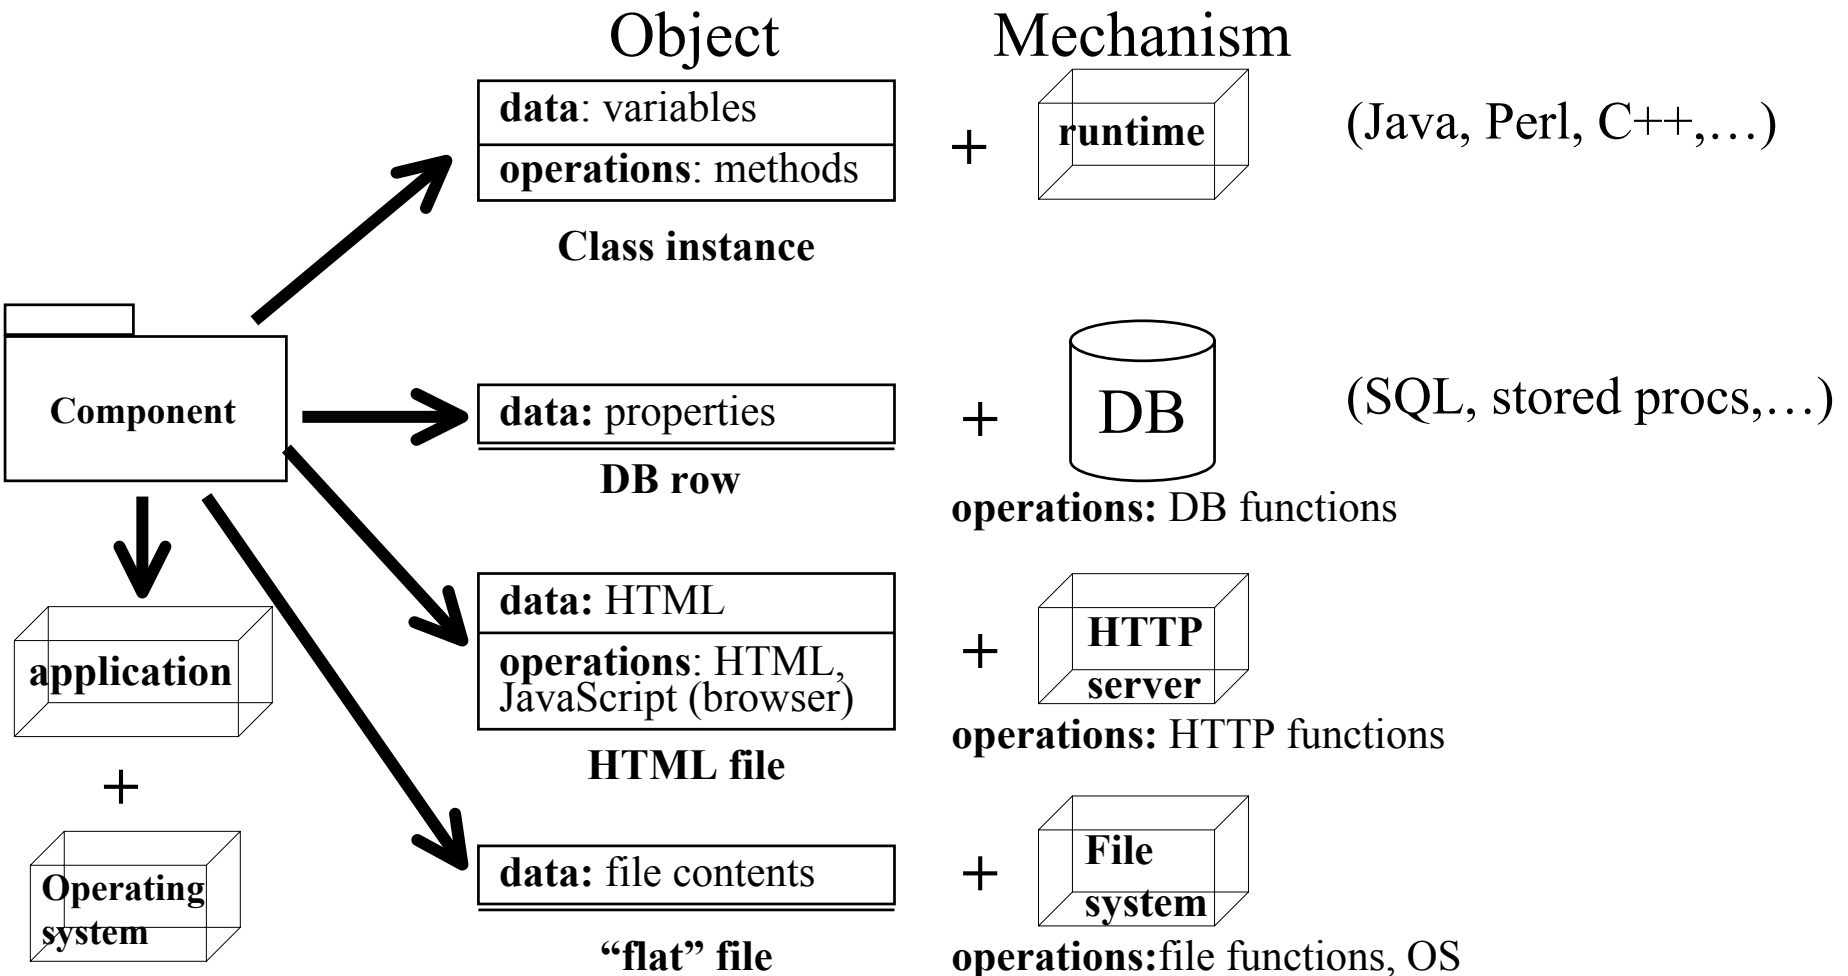 Object
Mechanism
data: variables
operations: methods
Class instance
+
runtime
(Java, Perl, C++,…)
Component
data: properties
DB row
+
DB
(SQL, stored procs,…)
operations: DB functions
data: HTML
operations: HTML,
JavaScript (browser)
HTML file
+
HTTP
server
operations: HTTP functions
application
+
Operating
system
data: file contents
“flat” file
+
File
system
operations:file functions, OS